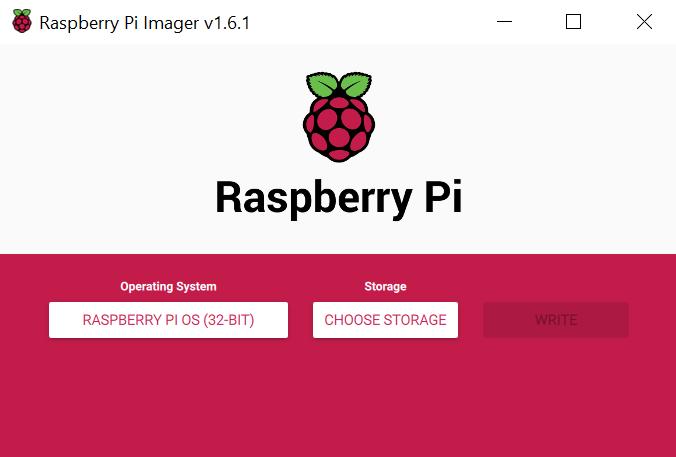 Raspberry Pi Imager v1.6.1
Raspberry Pi
Operating System
Storage
RASPBERRY PI OS (32-BIT)
CHOOSE STORAGE
WRITE